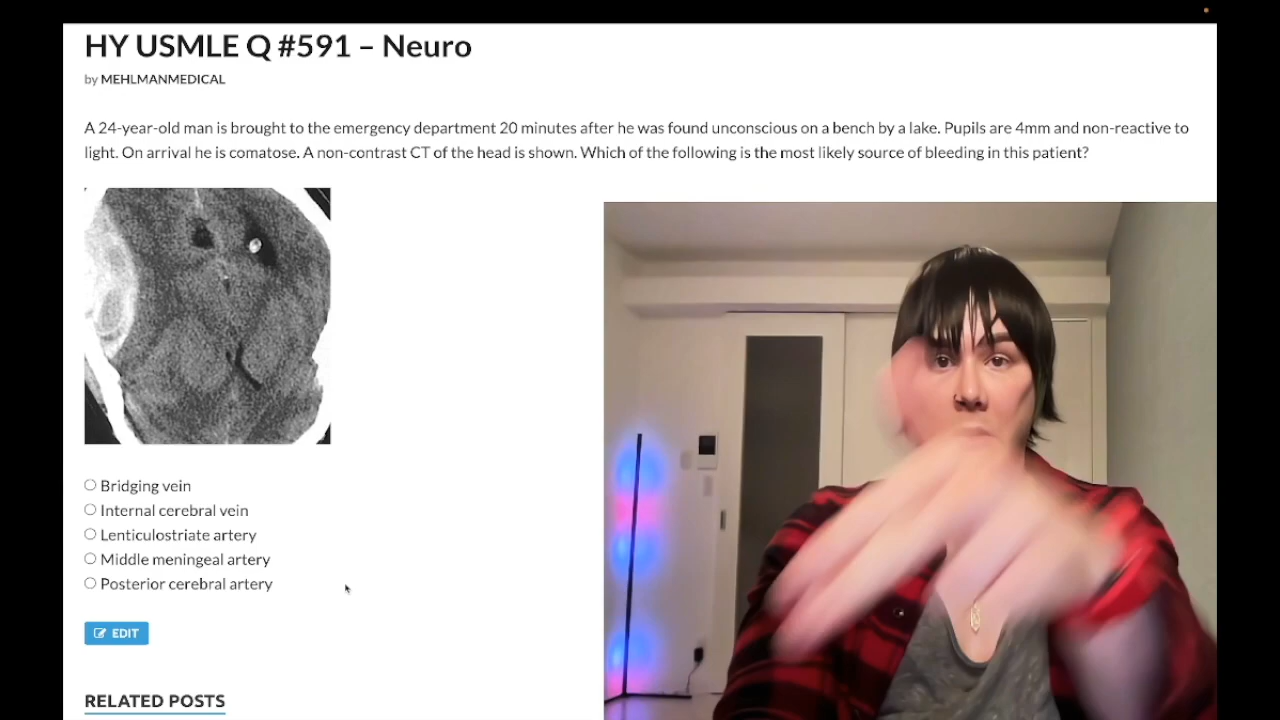 HY USMLE Q #591 – Neuro
by MEHLMANMEDICAL
A 24-year-old man is brought to the emergency department 20 minutes after he was found unconscious on a bench by a lake. Pupils are 4mm and non-reactive to
light. On arrival he is comatose. A non-contrast CT of the head is shown. Which of the following is the most likely source of bleeding in this patient?
Bridging vein
Internal cerebral vein
Lenticulostriate artery
Middle meningeal artery
Posterior cerebral artery
EDIT
RELATED POSTS